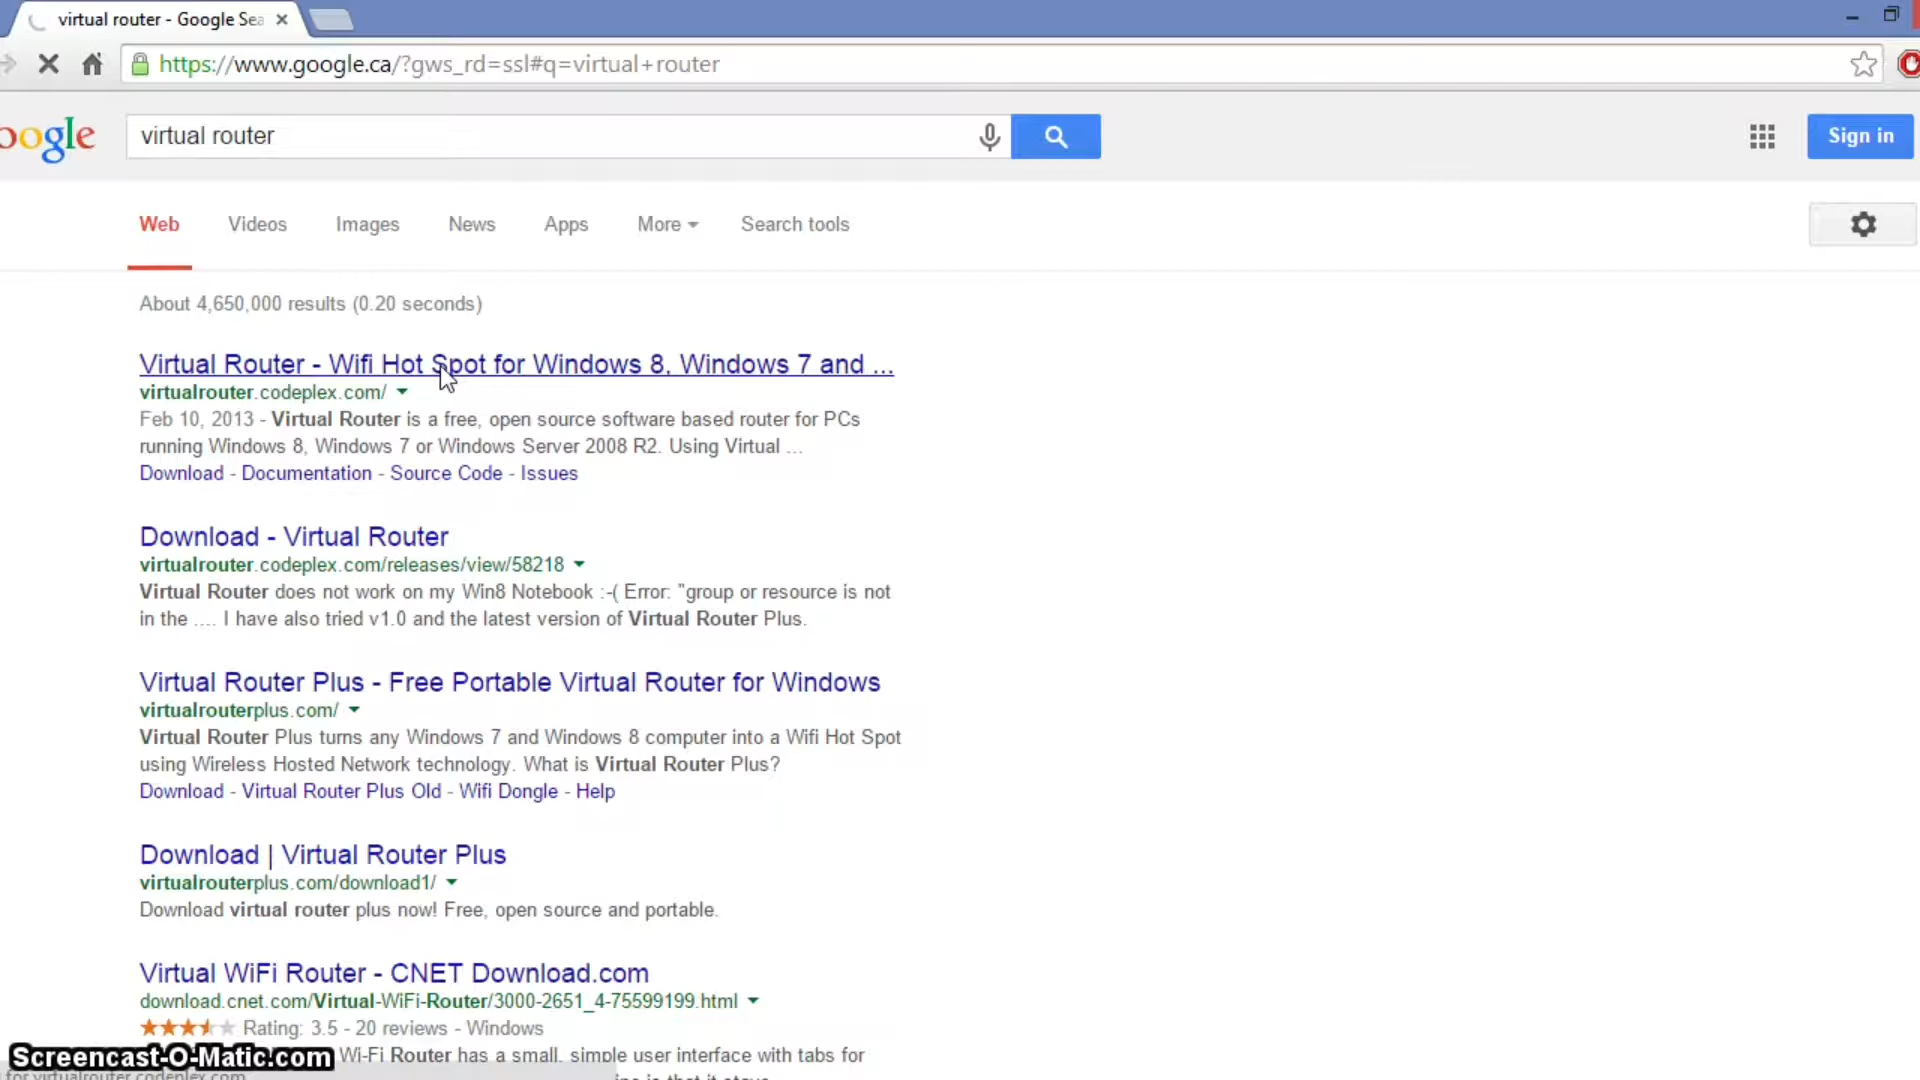 virtual router - Google Sea
https://www.google.ca/?gws_rd=ssl#q=virtual+router
oogle
virtual router
Sign in
Web Videos Images News Apps More Search tools
About 4,650,000 results (0.20 seconds)
Virtual Router - Wifi Hot Spot for Windows 8, Windows 7 and ...
virtualrouter.codeplex.com/
Feb 10, 2013 - Virtual Router is a free, open source software based router for PCs
running Windows 8, Windows 7 or Windows Server 2008 R2. Using Virtual ...
Download - Documentation - Source Code - Issues
Download - Virtual Router
virtualrouter.codeplex.com/releases/view/58218
Virtual Router does not work on my Win8 Notebook :-( Error: "group or resource is not
in the .... I have also tried v1.0 and the latest version of Virtual Router Plus.
Virtual Router Plus - Free Portable Virtual Router for Windows
virtualrouterplus.com/
Virtual Router Plus turns any Windows 7 and Windows 8 computer into a Wifi Hot Spot
using Wireless Hosted Network technology. What is Virtual Router Plus?
Download - Virtual Router Plus Old - Wifi Dongle - Help
Download | Virtual Router Plus
virtualrouterplus.com/download1/
Download virtual router plus now! Free, open source and portable.
Virtual WiFi Router - CNET Download.com
download.cnet.com/Virtual-WiFi-Router/3000-2651_4-75599199.html
Rating: 3.5 - 20 reviews - Windows
Screencast-O-Matic.com
Wi-Fi Router has a small, simple user interface with tabs for
for virtualrouter.codeplex.com